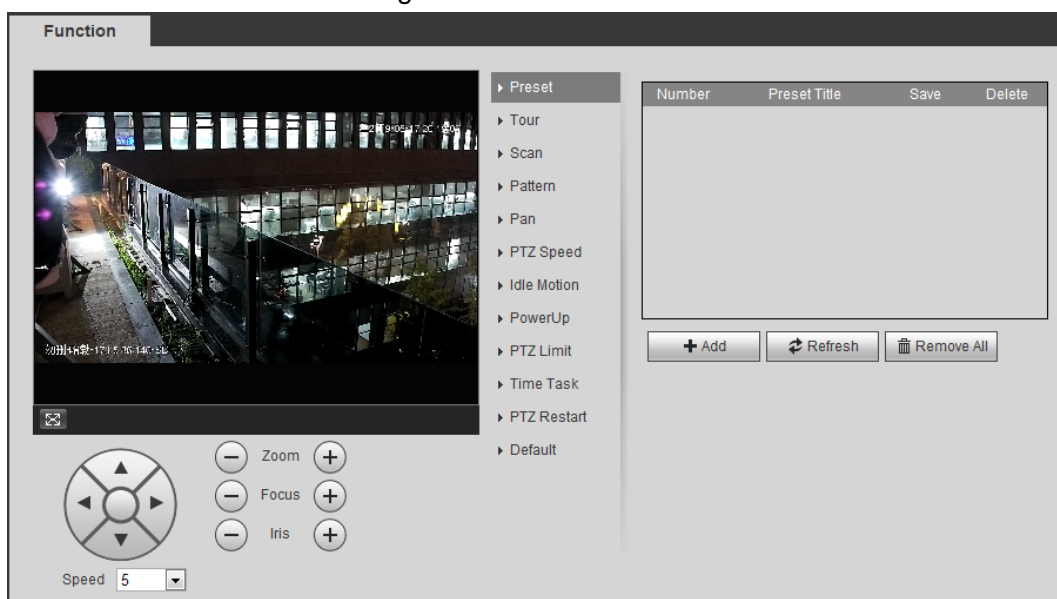 Function
Preset
Tour
Scan
Pattern
Pan
PTZ Speed
Idle Motion
PowerUp
PTZ Limit
Time Task
PTZ Restart
Default
Number Preset Title Save Delete
Add Refresh Remove All
Zoom
Focus
Iris
Speed 5